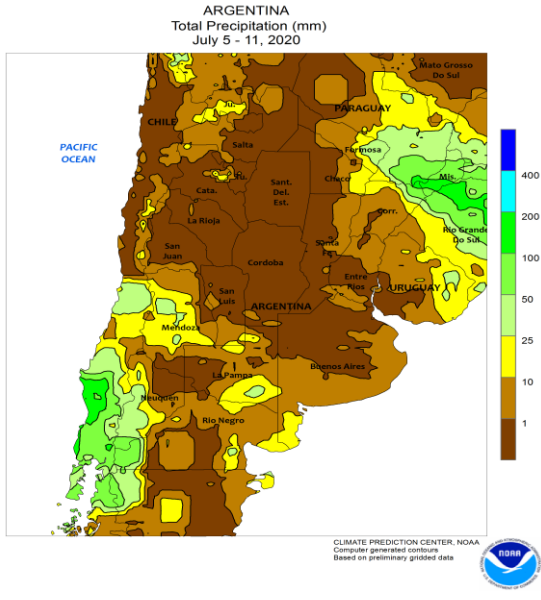 ARGENTINA
Total Precipitation (mm)
July 5 - 11, 2020
Mato Grosso
Do Sul
Ju.
PARAGUAY
CHILE
PACIFIC
OCEAN
Formosa
Salta
Tu.
Chaco
Mis.
Sant.
Del.
Est.
Cata.
Corr.
La Rioja
Rio Grande
Do Sul
Santa
Fe
San
Juan
Cordoba
Entre
Rios
URUGUAY
San
Luis
ARGENTINA
Mendoza
Buenos Aires
La Pampa
Neuquen
Rio Negro
400
200
100
50
25
10
1
CLIMATE PREDICTION CENTER, NOAA
Computer generated contours
Based on preliminary gridded data
NOAA